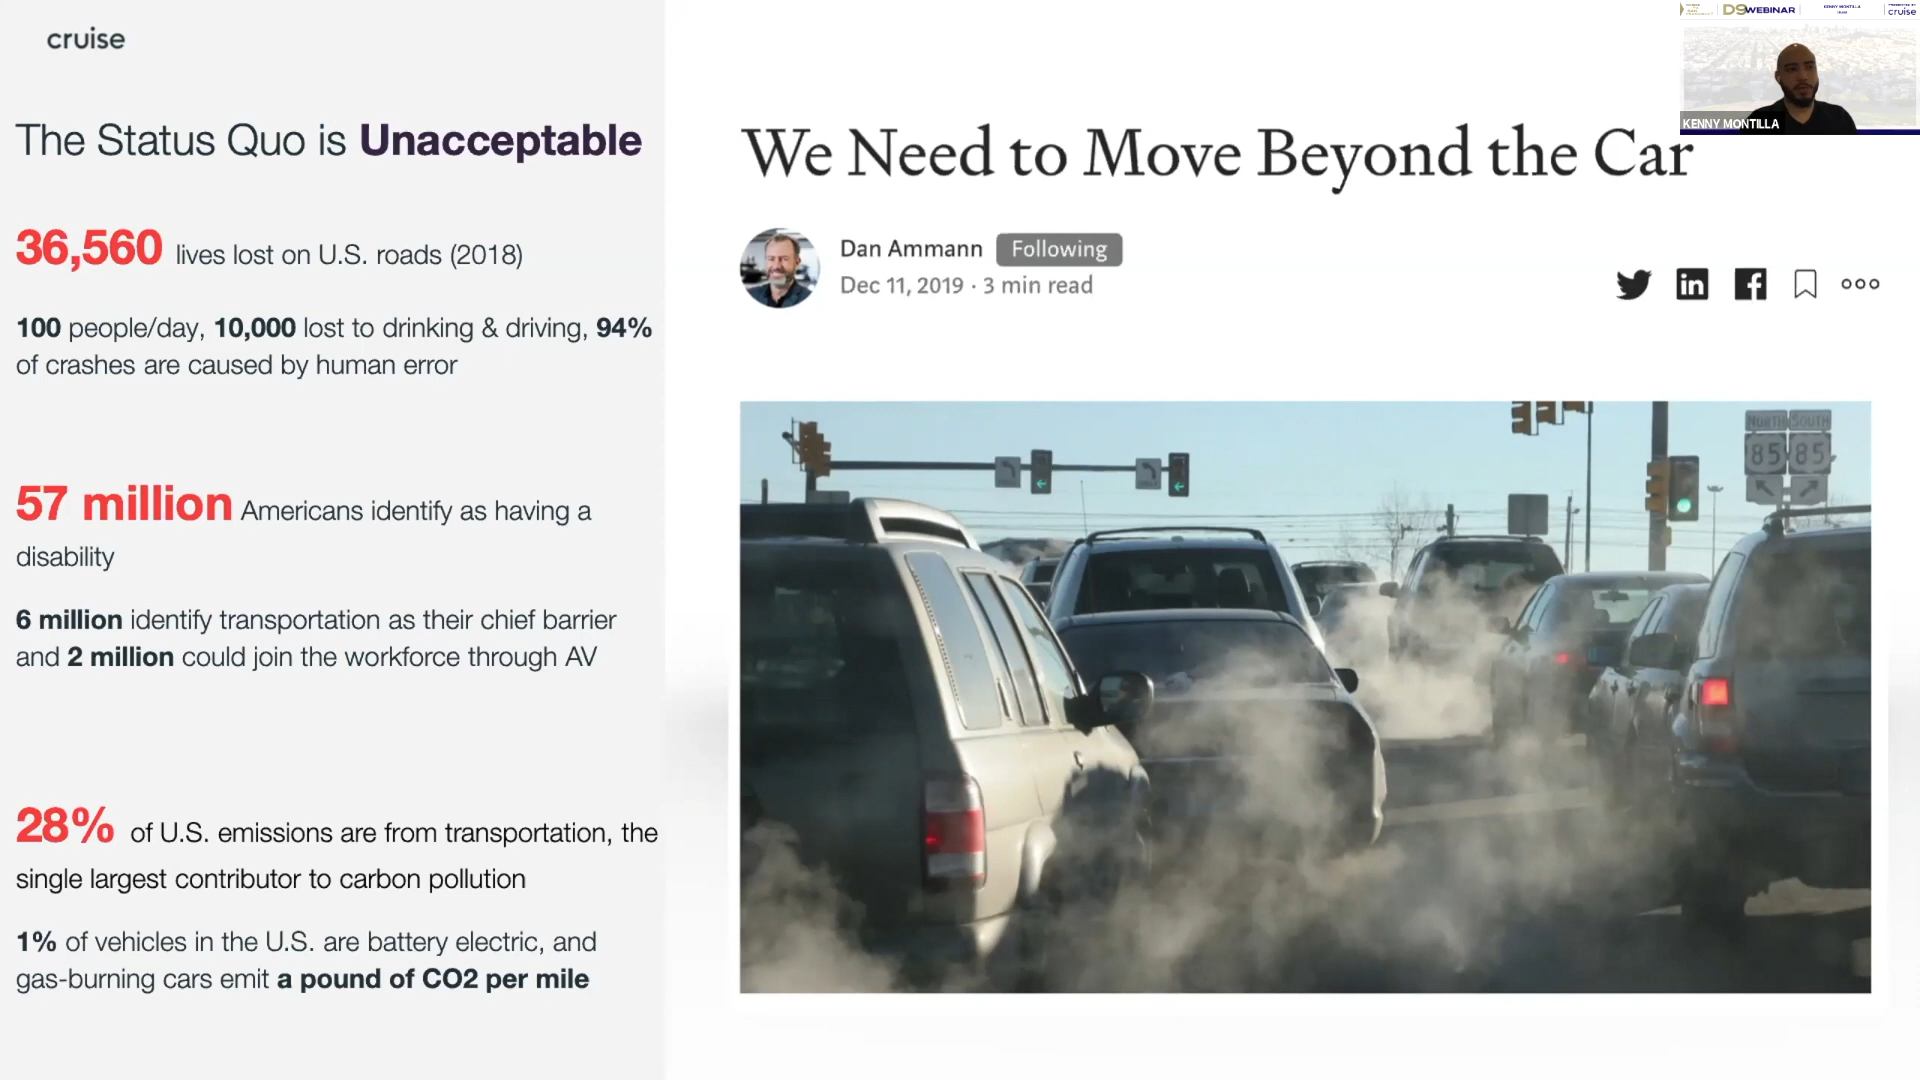 cruise
The Status Quo is Unacceptable
36,560 lives lost on U.S. roads (2018)
100 people/day, 10,000 lost to drinking & driving, 94%
of crashes are caused by human error
57 million Americans identify as having a
disability
6 million identify transportation as their chief barrier
and 2 million could join the workforce through AV
28% of U.S. emissions are from transportation, the
single largest contributor to carbon pollution
1% of vehicles in the U.S. are battery electric, and
gas-burning cars emit a pound of CO2 per mile
We Need to Move Beyond the Car
Dan Ammann Following
Dec 11, 2019 · 3 min read
in
NORTH SOUTH
85 85
D9WEBINAR
KENNY MONTILLA
cruise
KENNY MONTILLA